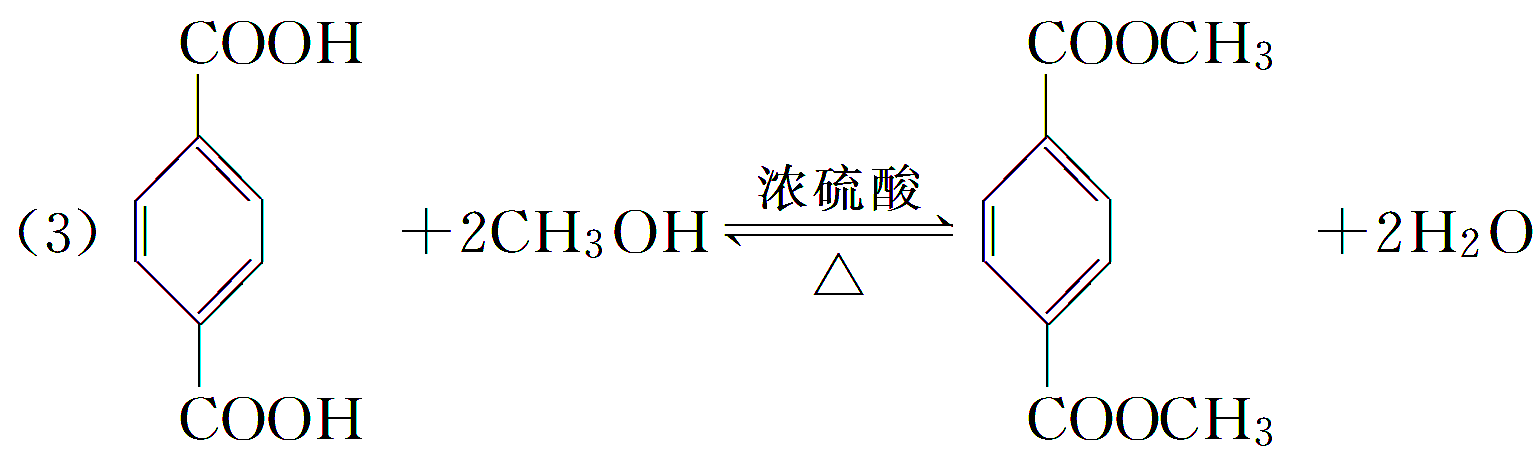 COOH COOCH3
浓硫酸
(3) +2CH3OH ⇌ +2H2O
△
COOH COOCH3